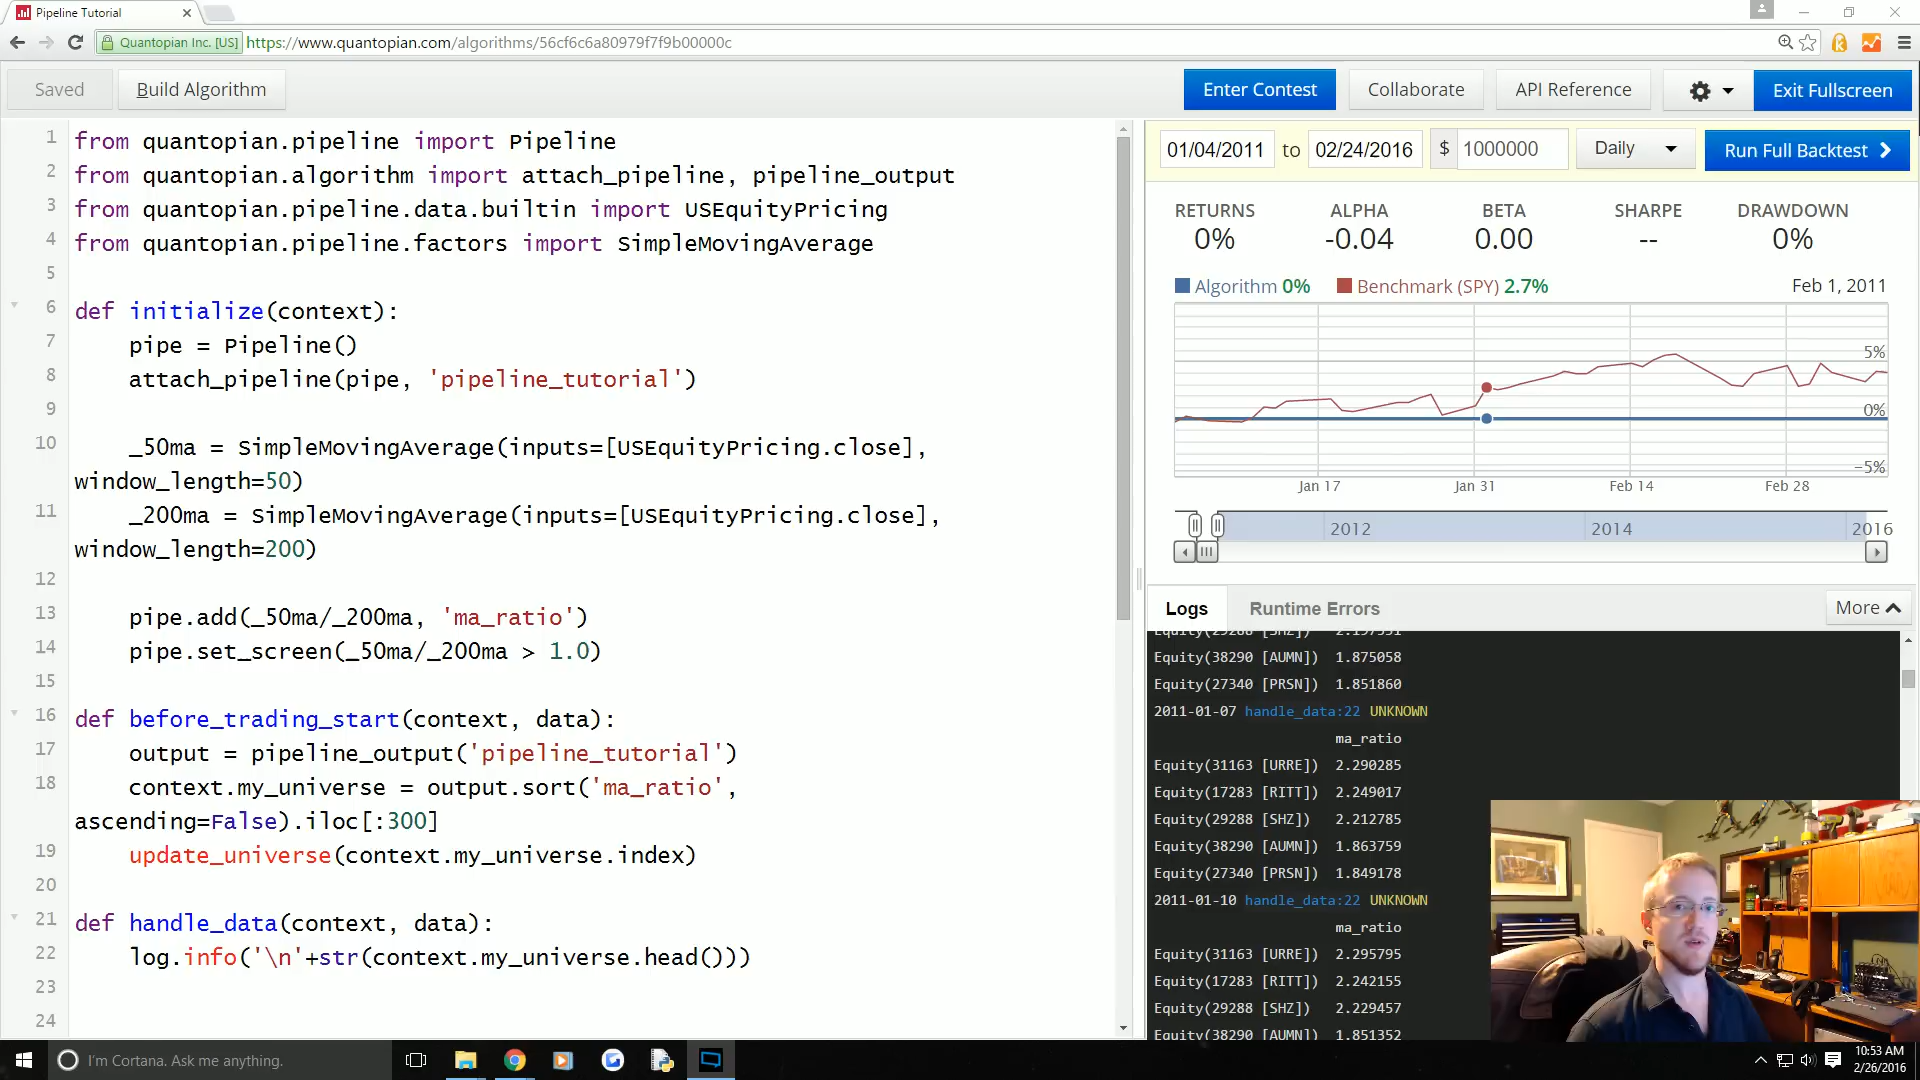 Pipeline Tutorial
Quantopian Inc. [US]
https://www.quantopian.com/algorithms/56cf6c6a80979f7f9b00000c
Saved
Build Algorithm
Enter Contest
Collaborate
API Reference
Exit Fullscreen
1 from quantopian.pipeline import Pipeline
2 from quantopian.algorithm import attach_pipeline, pipeline_output
3 from quantopian.pipeline.data.builtin import USEquityPricing
4 from quantopian.pipeline.factors import SimpleMovingAverage
5
6 def initialize(context):
7 pipe = Pipeline()
8 attach_pipeline(pipe, 'pipeline_tutorial')
9
10 _50ma = SimpleMovingAverage(inputs=[USEquityPricing.close],
window_length=50)
11 _200ma = SimpleMovingAverage(inputs=[USEquityPricing.close],
window_length=200)
12
13 pipe.add(_50ma/_200ma, 'ma_ratio')
14 pipe.set_screen(_50ma/_200ma > 1.0)
15
16 def before_trading_start(context, data):
17 output = pipeline_output('pipeline_tutorial')
18 context.my_universe = output.sort('ma_ratio',
ascending=False).iloc[:300]
19 update_universe(context.my_universe.index)
20
21 def handle_data(context, data):
22 log.info('\n'+str(context.my_universe.head()))
23
24
01/04/2011 to 02/24/2016 $ 1000000 Daily Run Full Backtest
RETURNS ALPHA BETA SHARPE DRAWDOWN
0% -0.04 0.00 -- 0%
Algorithm 0% Benchmark (SPY) 2.7% Feb 1, 2011
5%
0%
-5%
Jan 17 Jan 31 Feb 14 Feb 28
2012 2014 2016
Logs Runtime Errors More
Equity(29288 [SHZ]) 2.197551
Equity(38290 [AUMN]) 1.875058
Equity(27340 [PRSN]) 1.851860
2011-01-07 handle_data:22 UNKNOWN
ma_ratio
Equity(31163 [URRE]) 2.290285
Equity(17283 [RITT]) 2.249017
Equity(29288 [SHZ]) 2.212785
Equity(38290 [AUMN]) 1.863759
Equity(27340 [PRSN]) 1.849178
2011-01-10 handle_data:22 UNKNOWN
ma_ratio
Equity(31163 [URRE]) 2.295795
Equity(17283 [RITT]) 2.242155
Equity(29288 [SHZ]) 2.229457
Equity(38290 [AUMN]) 1.851352
I'm Cortana. Ask me anything.
10:53 AM
2/26/2016